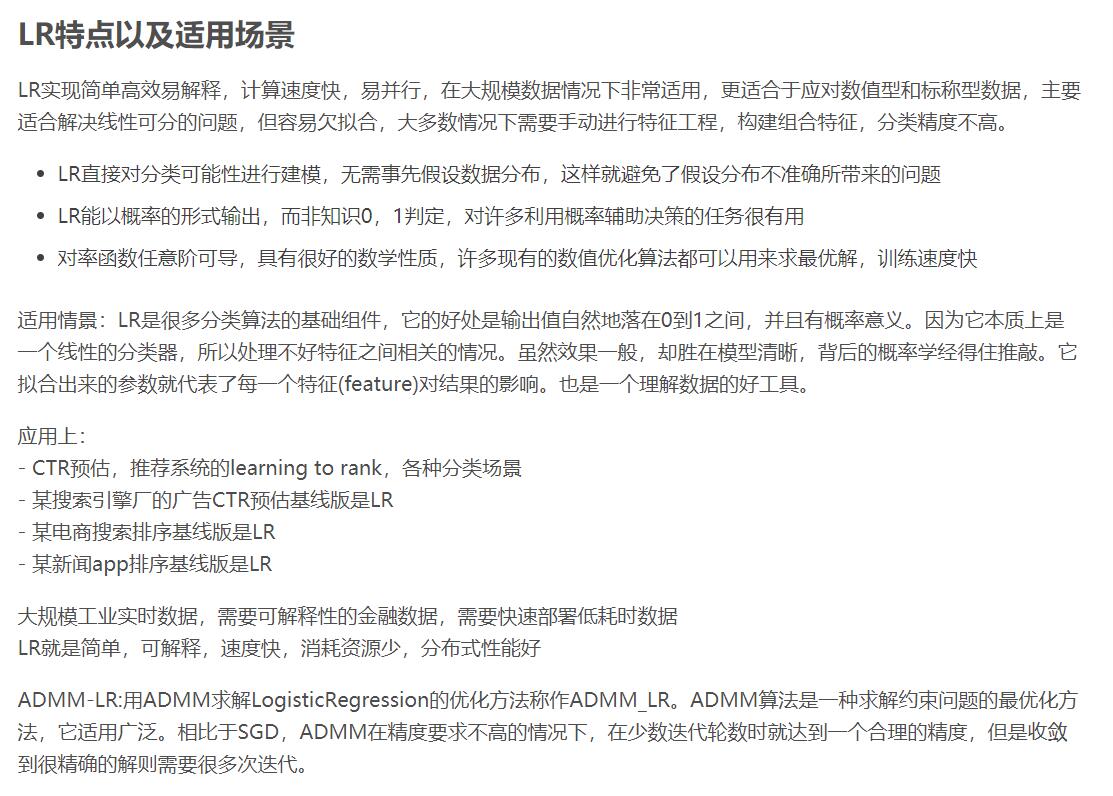 LR特点以及适用场景
LR实现简单高效易解释，计算速度快，易并行，在大规模数据情况下非常适用，更适合于应对数值型和标称型数据，主要
适合解决线性可分的问题，但容易欠拟合，大多数情况下需要手动进行特征工程，构建组合特征，分类精度不高。
• LR直接对分类可能性进行建模，无需事先假设数据分布，这样就避免了假设分布不准确所带来的问题
• LR能以概率的形式输出，而非知识0，1判定，对许多利用概率辅助决策的任务很有用
• 对率函数任意阶可导，具有很好的数学性质，许多现有的数值优化算法都可以用来求最优解，训练速度快
适用情景：LR是很多分类算法的基础组件，它的好处是输出值自然地落在0到1之间，并且有概率意义。因为它本质上是
一个线性的分类器，所以处理不好特征之间相关的情况。虽然效果一般，却胜在模型清晰，背后的概率学经得住推敲。它
拟合出来的参数就代表了每一个特征(feature)对结果的影响。也是一个理解数据的好工具。
应用上：
- CTR预估，推荐系统的learning to rank，各种分类场景
- 某搜索引擎厂的广告CTR预估基线版是LR
- 某电商搜索排序基线版是LR
- 某新闻app排序基线版是LR
大规模工业实时数据，需要可解释性的金融数据，需要快速部署低耗时数据
LR就是简单，可解释，速度快，消耗资源少，分布式性能好
ADMM-LR:用ADMM求解LogisticRegression的优化方法称作ADMM_LR。ADMM算法是一种求解约束问题的最优化方
法，它适用广泛。相比于SGD，ADMM在精度要求不高的情况下，在少数迭代轮数时就达到一个合理的精度，但是收敛
到很精确的解则需要很多次迭代。